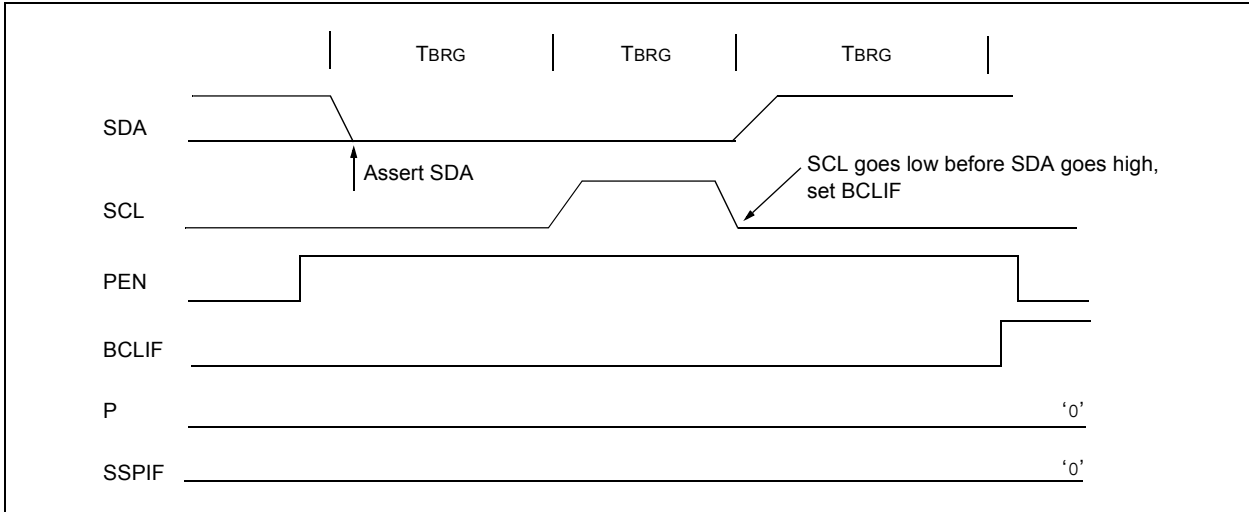 TBRG TBRG TBRG
SDA
Assert SDA
SCL goes low before SDA goes high,
set BCLIF
SCL
PEN
BCLIF
P ‘0’
SSPIF ‘0’